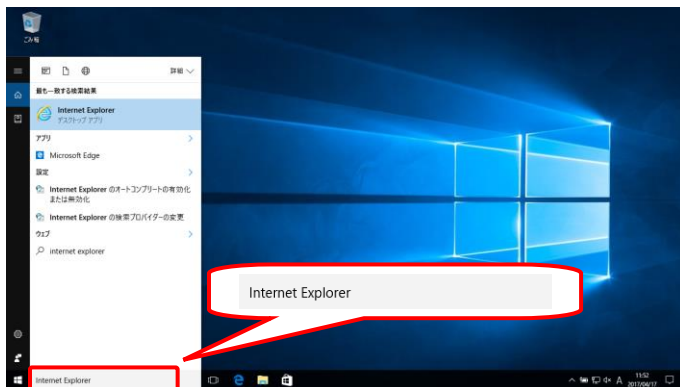 ごみ箱
詳細
最も一致する検索結果
Internet Explorer
デスクトップ アプリ
アプリ
Microsoft Edge
設定
Internet Explorer のオートコンプリートの有効化
または無効化
Internet Explorer の検索プロバイダーの変更
ウェブ
internet explorer
Internet Explorer
Internet Explorer
A
11:52
2017/04/17